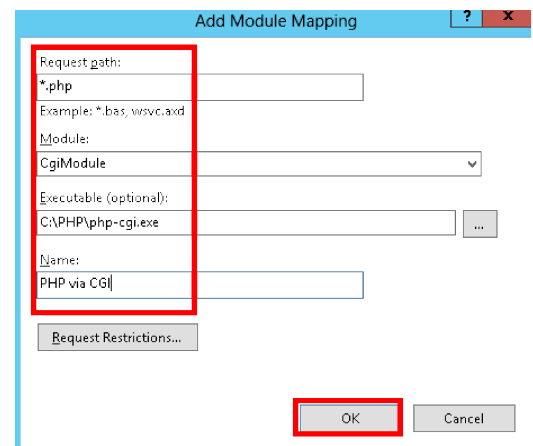 Add Module Mapping
? x
Request path:
*.php
Example: *.bas, wsvc.axd
Module:
CgiModule
Executable (optional):
C:\PHP\php-cgi.exe
...
Name:
PHP via CGI
Request Restrictions...
OK Cancel